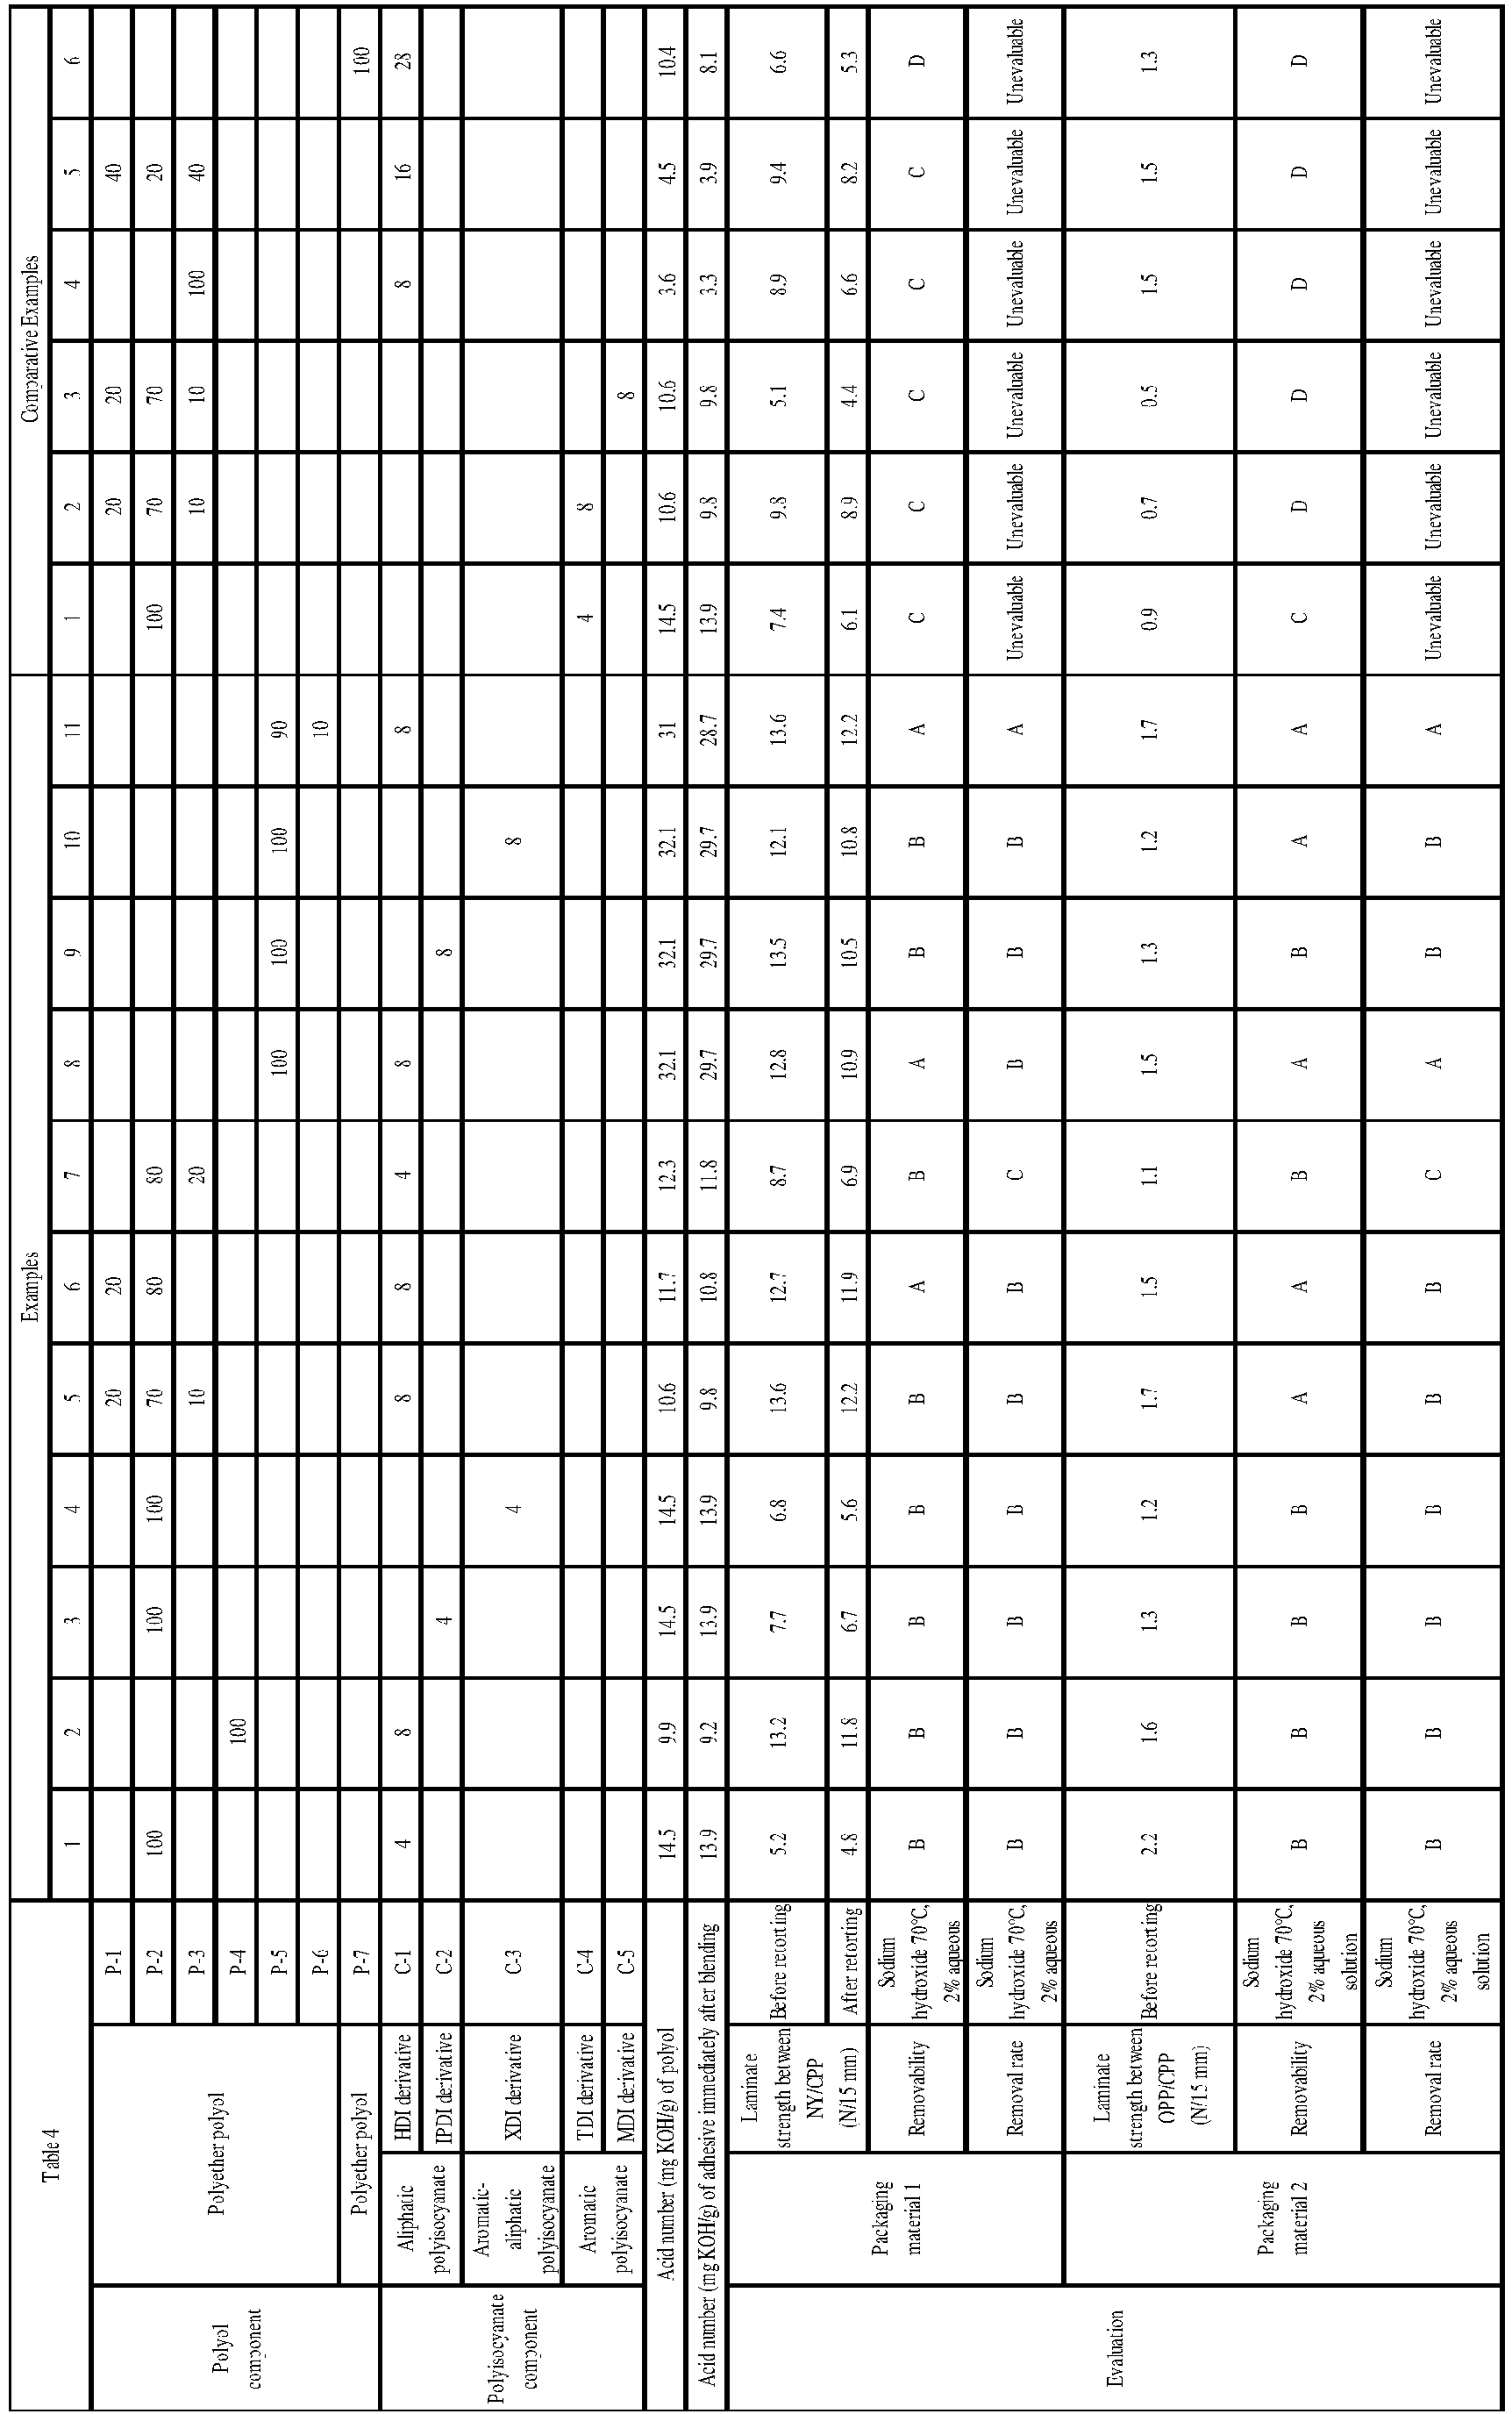 Table 4 Examples Comparative Examples
1 2 3 4 5 6 7 8 9 10 11 1 2 3 4 5 6
Polyol component Polyether polyol P-1 20 20 20 20 40
P-2 100 100 100 70 80 80 100 70 70 20
P-3 10 20 10 10 100 40
P-4 100
P-5 100 100 100 90
P-6 10
Polyether polyol P-7 100
Polyisocyanate component Aliphatic polyisocyanate HDI derivative C-1 4 8 8 8 4 8 8 8 16 28
IPDI derivative C-2 4 8
Aromatic-aliphatic polyisocyanate XDI derivative C-3 4 8
Aromatic polyisocyanate TDI derivative C-4 4 8
MDI derivative C-5 8
Acid number (mg KOH/g) of polyol 14.5 9.9 14.5 14.5 10.6 11.7 12.3 32.1 32.1 32.1 31 14.5 10.6 10.6 3.6 4.5 10.4
Acid number (mg KOH/g) of adhesive immediately after blending 13.9 9.2 13.9 13.9 9.8 10.8 11.8 29.7 29.7 29.7 28.7 13.9 9.8 9.8 3.3 3.9 8.1
Evaluation Packaging material 1 Laminate strength between NY/CPP (N/15 mm) Before retorting 5.2 13.2 7.7 6.8 13.6 12.7 8.7 12.8 13.5 12.1 13.6 7.4 9.8 5.1 8.9 9.4 6.6
After retorting 4.8 11.8 6.7 5.6 12.2 11.9 6.9 10.9 10.5 10.8 12.2 6.1 8.9 4.4 6.6 8.2 5.3
Removability Sodium hydroxide 70°C, 2% aqueous B B B B B A B A B B A C C C C C D
Removal rate Sodium hydroxide 70°C, 2% aqueous B B B B B B C B B B A Unevaluable Unevaluable Unevaluable Unevaluable Unevaluable Unevaluable
Packaging material 2 Laminate strength between OPP/CPP (N/15 mm) Before retorting 2.2 1.6 1.3 1.2 1.7 1.5 1.1 1.5 1.3 1.2 1.7 0.9 0.7 0.5 1.5 1.5 1.3
Removability Sodium hydroxide 70°C, 2% aqueous solution B B B B A A B A B A A C D D D D D
Removal rate Sodium hydroxide 70°C, 2% aqueous solution B B B B B B C A B B A Unevaluable Unevaluable Unevaluable Unevaluable Unevaluable Unevaluable